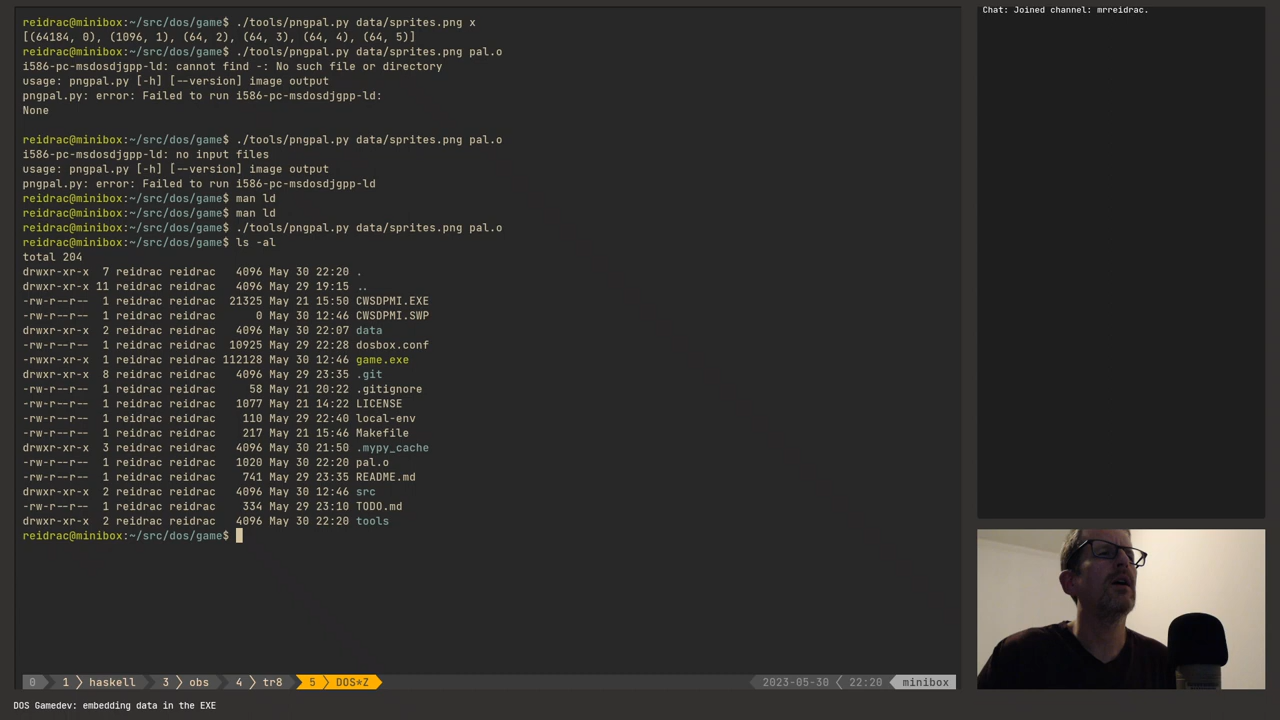 reidrac@minibox:~/src/dos/game$ ./tools/pngpal.py data/sprites.png x
[(64184, 0), (1096, 1), (64, 2), (64, 3), (64, 4), (64, 5)]
reidrac@minibox:~/src/dos/game$ ./tools/pngpal.py data/sprites.png pal.o
i586-pc-msdosdjgpp-ld: cannot find -: No such file or directory
usage: pngpal.py [-h] [--version] image output
pngpal.py: error: Failed to run i586-pc-msdosdjgpp-ld:
None
reidrac@minibox:~/src/dos/game$ ./tools/pngpal.py data/sprites.png pal.o
i586-pc-msdosdjgpp-ld: no input files
usage: pngpal.py [-h] [--version] image output
pngpal.py: error: Failed to run i586-pc-msdosdjgpp-ld
reidrac@minibox:~/src/dos/game$ man ld
reidrac@minibox:~/src/dos/game$ man ld
reidrac@minibox:~/src/dos/game$ ./tools/pngpal.py data/sprites.png pal.o
reidrac@minibox:~/src/dos/game$ ls -al
total 204
drwxr-xr-x  7 reidrac reidrac   4096 May 30 22:20 .
drwxr-xr-x 11 reidrac reidrac   4096 May 29 19:15 ..
-rw-r--r--  1 reidrac reidrac  21325 May 21 15:50 CWSDPMI.EXE
-rw-r--r--  1 reidrac reidrac      0 May 30 12:46 CWSDPMI.SWP
drwxr-xr-x  2 reidrac reidrac   4096 May 30 22:07 data
-rw-r--r--  1 reidrac reidrac  10925 May 29 22:28 dosbox.conf
-rwxr-xr-x  1 reidrac reidrac 112128 May 30 12:46 game.exe
drwxr-xr-x  8 reidrac reidrac   4096 May 29 23:35 .git
-rw-r--r--  1 reidrac reidrac     58 May 21 20:22 .gitignore
-rw-r--r--  1 reidrac reidrac   1077 May 21 14:22 LICENSE
-rw-r--r--  1 reidrac reidrac    110 May 29 22:40 local-env
-rw-r--r--  1 reidrac reidrac    217 May 21 15:46 Makefile
drwxr-xr-x  3 reidrac reidrac   4096 May 30 21:50 .mypy_cache
-rw-r--r--  1 reidrac reidrac   1020 May 30 22:20 pal.o
-rw-r--r--  1 reidrac reidrac    741 May 29 23:35 README.md
drwxr-xr-x  2 reidrac reidrac   4096 May 30 12:46 src
-rw-r--r--  1 reidrac reidrac    334 May 29 23:10 TODO.md
drwxr-xr-x  2 reidrac reidrac   4096 May 30 22:20 tools
reidrac@minibox:~/src/dos/game$
0 1 haskell 3 obs 4 tr8 5 DOS*Z 2023-05-30 22:20 minibox
Chat: Joined channel: mrreidrac.
DOS Gamedev: embedding data in the EXE